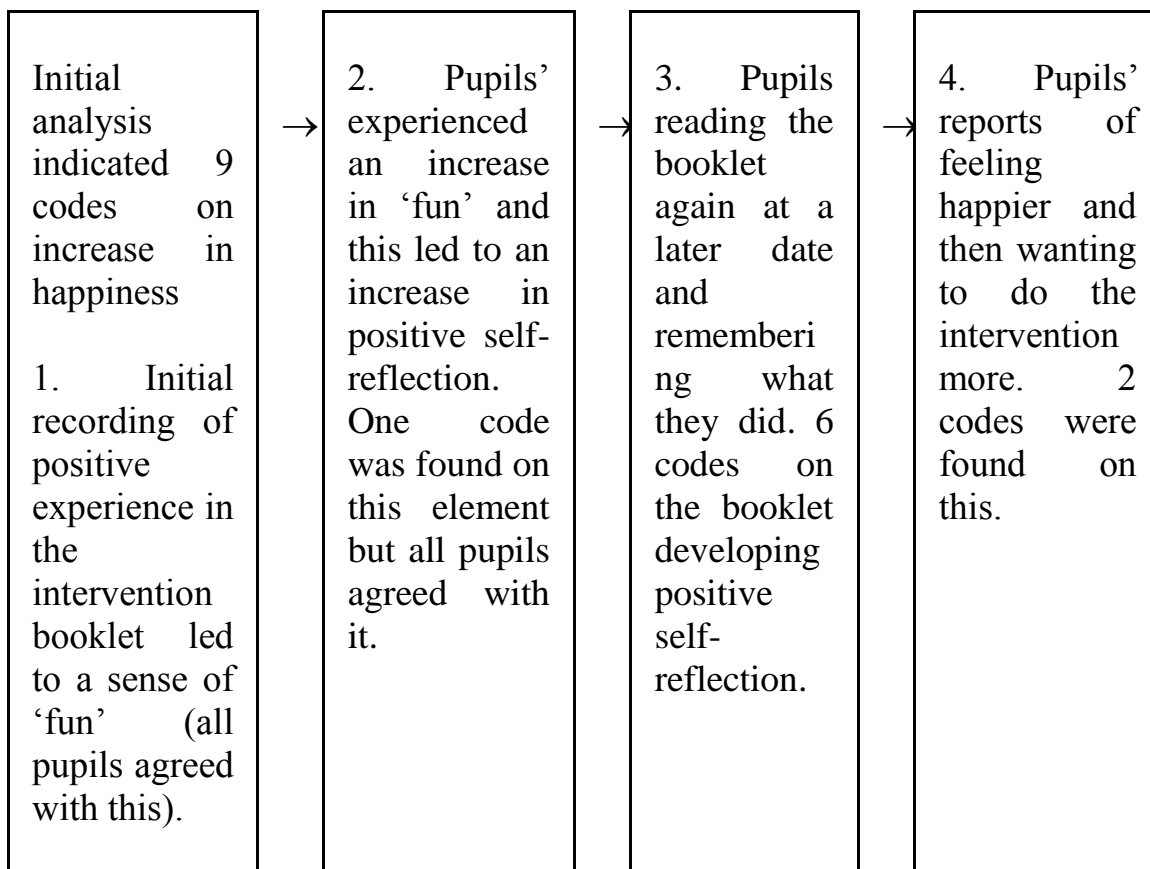 Initial
analysis
indicated 9
codes on
increase in
happiness
1. Initial
recording of
positive
experience in
the
intervention
booklet led
to a sense of
‘fun’ (all
pupils agreed
with this).
→
2. Pupils’
experienced
an increase
in ‘fun’ and
this led to an
increase in
positive self-
reflection.
One code
was found on
this element
but all pupils
agreed with
it.
→
3. Pupils
reading the
booklet
again at a
later date
and
rememberi
ng what
they did. 6
codes on
the booklet
developing
positive
self-
reflection.
→
4. Pupils’
reports of
feeling
happier and
then wanting
to do the
intervention
more. 2
codes were
found on
this.